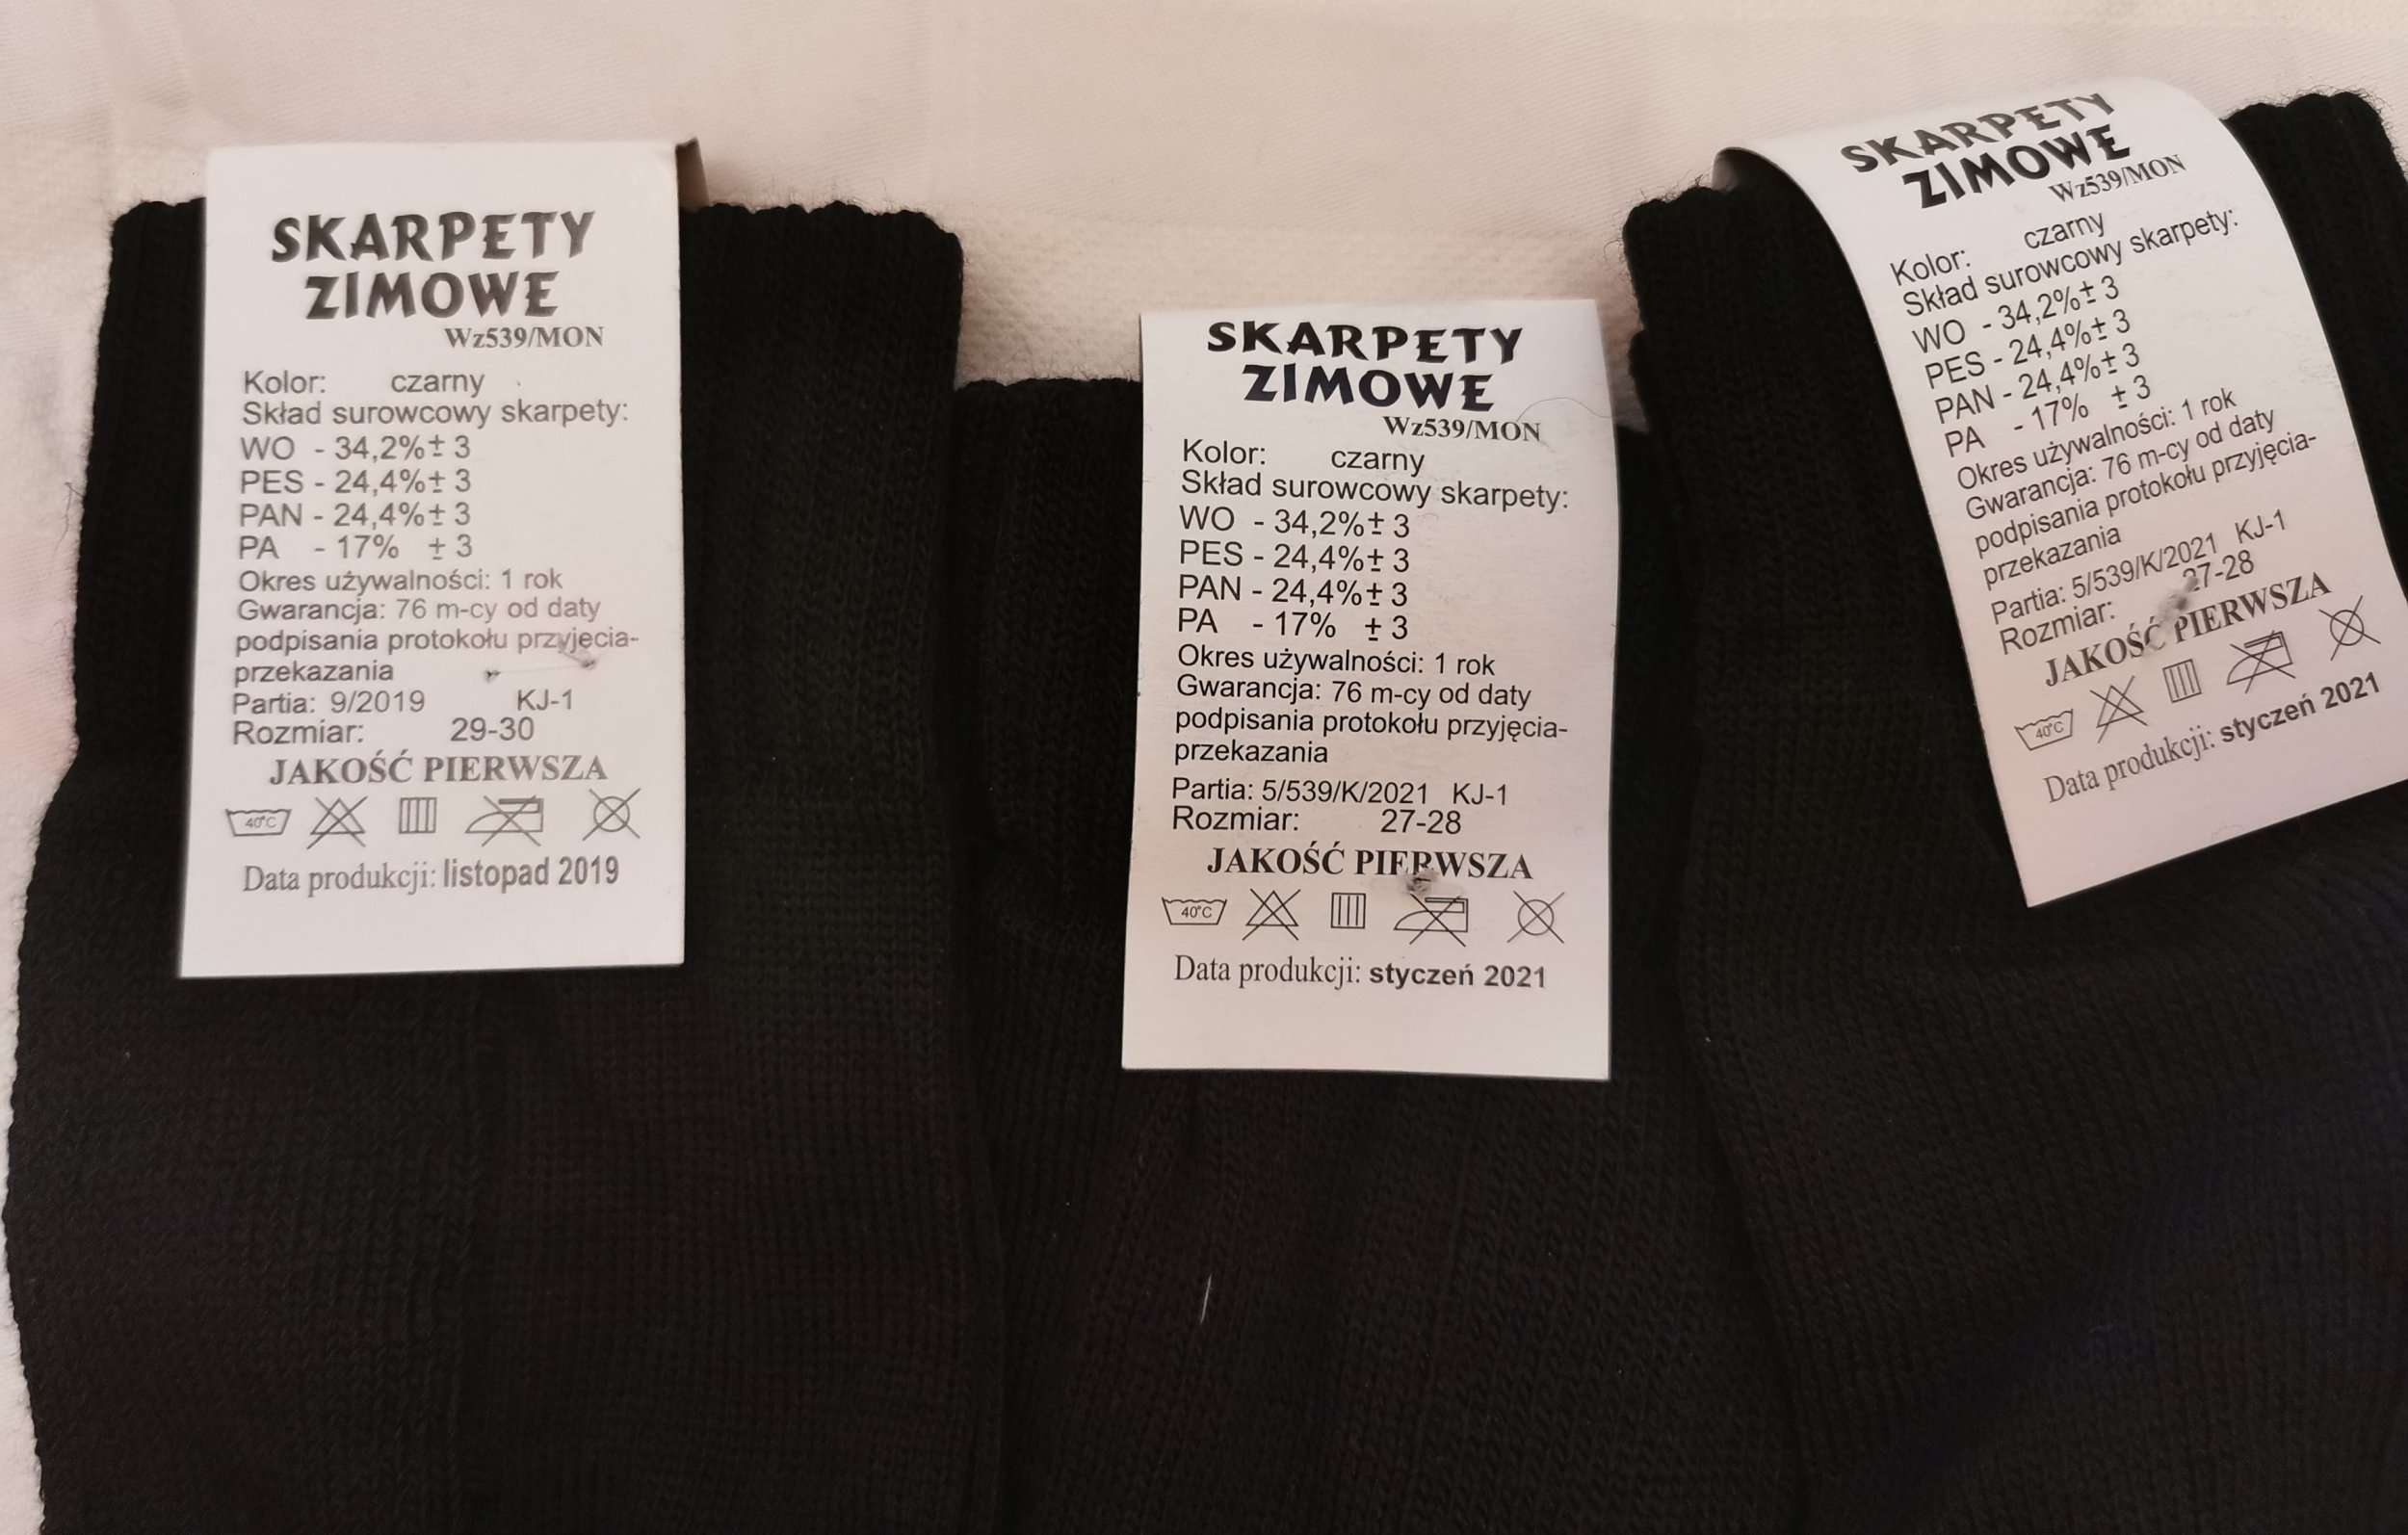 SKARPETY
ZIMOWE
Wz539/MON
Kolor: czarny
Skład surowcowy skarpety:
WO - 34,2%± 3
PES - 24,4%± 3
PAN - 24,4%± 3
PA - 17% ± 3
Okres używalności: 1 rok
Gwarancja: 76 m-cy od daty
podpisania protokołu przyjęcia-
przekazania
Partia: 9/2019 KJ-1
Rozmiar: 29-30
JAKOŚĆ PIERWSZA
40°C
Data produkcji: listopad 2019
SKARPETY
ZIMOWE
Wz539/MON
Kolor: czarny
Skład surowcowy skarpety:
WO - 34,2%± 3
PES - 24,4%± 3
PAN - 24,4%± 3
PA - 17% ± 3
Okres używalności: 1 rok
Gwarancja: 76 m-cy od daty
podpisania protokołu przyjęcia-
przekazania
Partia: 5/539/K/2021 KJ-1
Rozmiar: 27-28
JAKOŚĆ PIERWSZA
40°C
Data produkcji: styczeń 2021
SKARPETY
ZIMOWE
Wz539/MON
Kolor: czarny
Skład surowcowy skarpety:
WO - 34,2%± 3
PES - 24,4%± 3
PAN - 24,4%± 3
PA - 17% ± 3
Okres używalności: 1 rok
Gwarancja: 76 m-cy od daty
podpisania protokołu przyjęcia-
przekazania
Partia: 5/539/K/2021 KJ-1
Rozmiar: 27-28
JAKOŚĆ PIERWSZA
40°C
Data produkcji: styczeń 2021